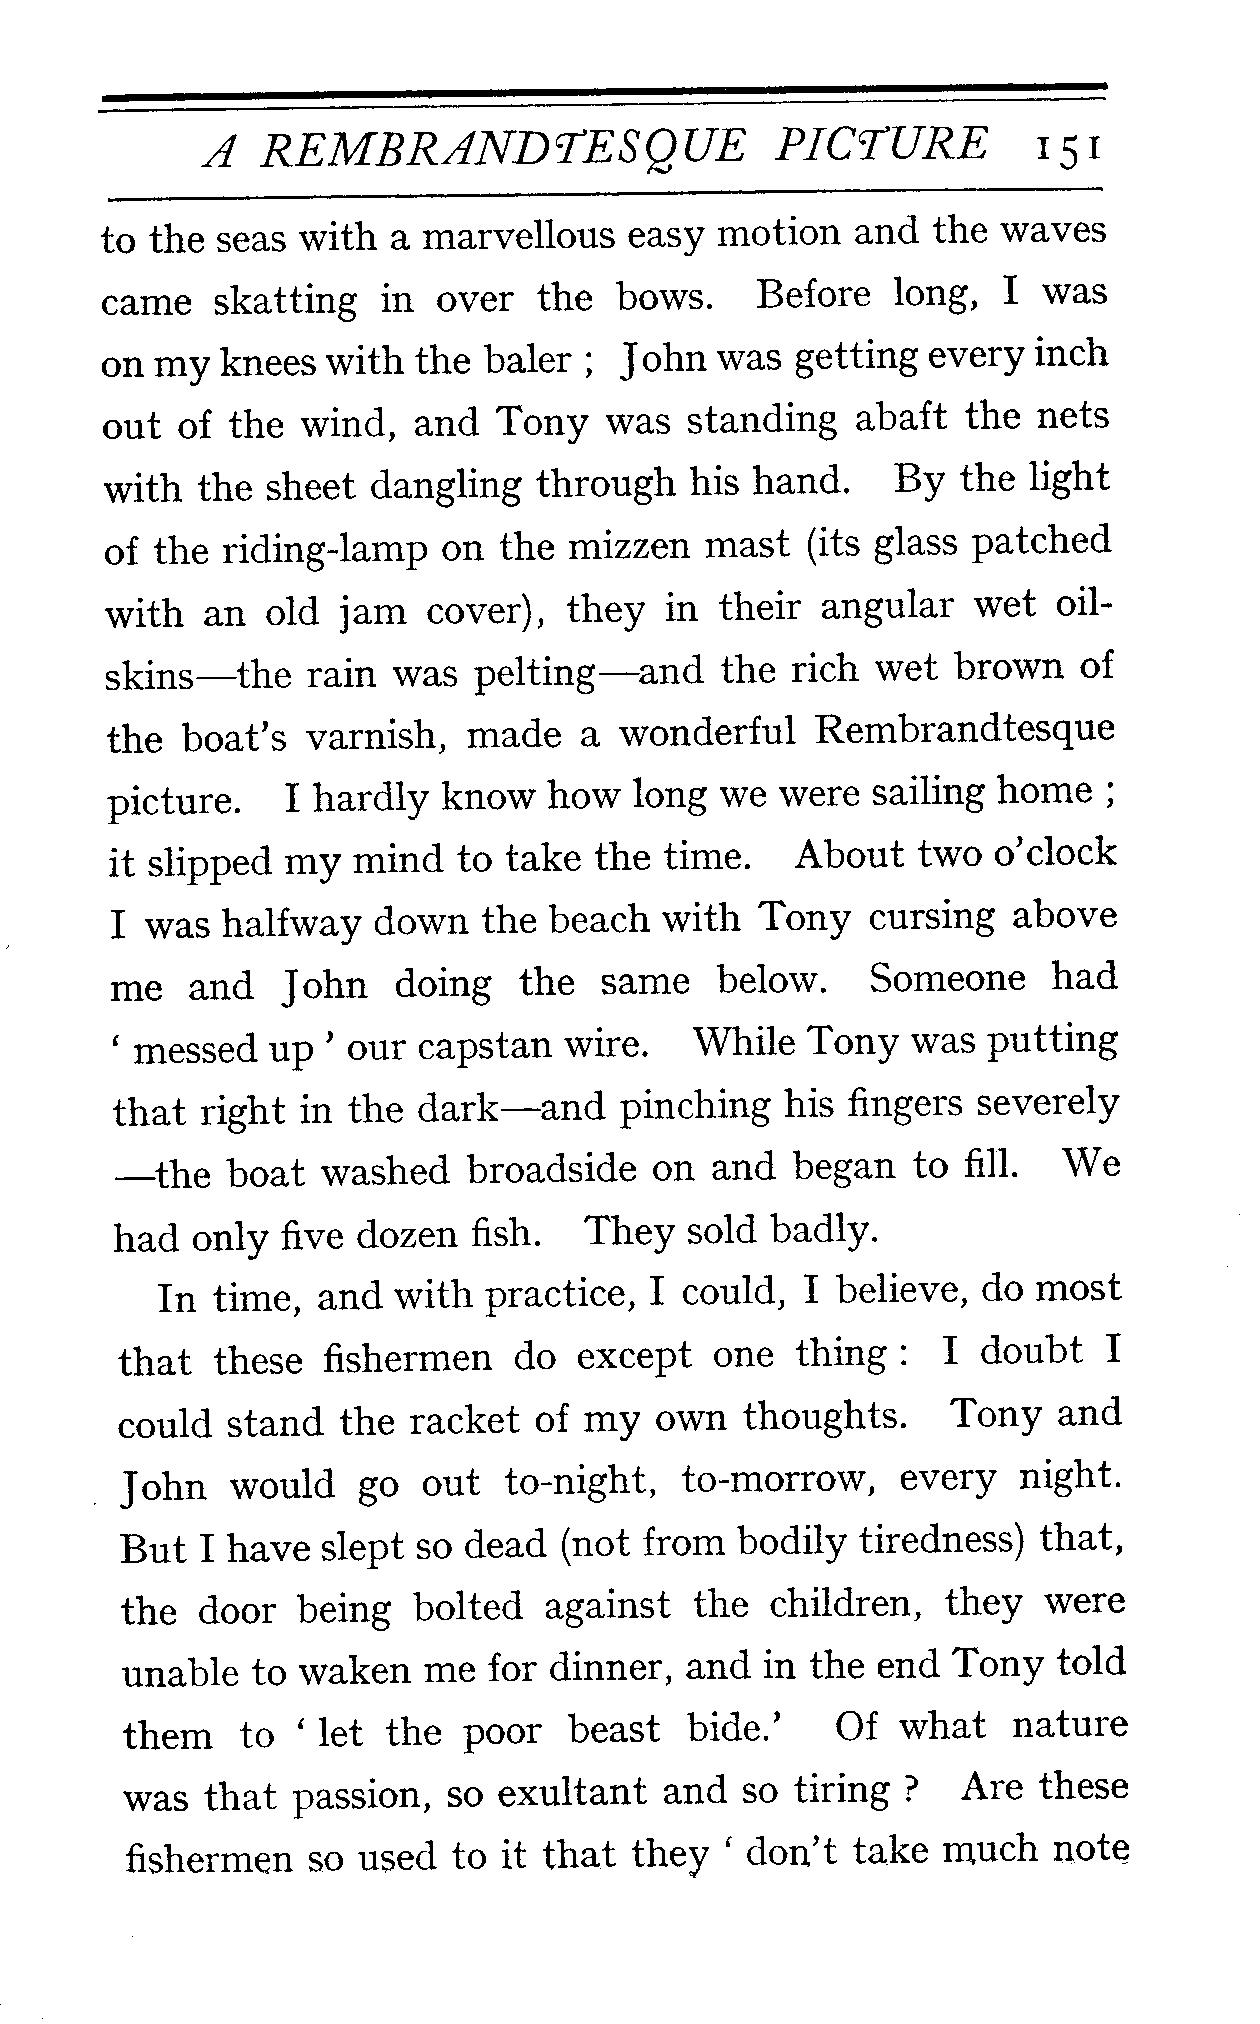 A REMBRANDTESQUE PICTURE 151
to the seas with a marvellous easy motion and the waves
came skatting in over the bows. Before long, I was
on my knees with the baler ; John was getting every inch
out of the wind, and Tony was standing abaft the nets
with the sheet dangling through his hand. By the light
of the riding-lamp on the mizzen mast (its glass patched
with an old jam cover), they in their angular wet oil-
skins—the rain was pelting—and the rich wet brown of
the boat's varnish, made a wonderful Rembrandtesque
picture. I hardly know how long we were sailing home ;
it slipped my mind to take the time. About two o'clock
I was halfway down the beach with Tony cursing above
me and John doing the same below. Someone had
' messed up ' our capstan wire. While Tony was putting
that right in the dark—and pinching his fingers severely
—the boat washed broadside on and began to fill. We
had only five dozen fish. They sold badly.
In time, and with practice, I could, I believe, do most
that these fishermen do except one thing : I doubt I
could stand the racket of my own thoughts. Tony and
John would go out to-night, to-morrow, every night.
But I have slept so dead (not from bodily tiredness) that,
the door being bolted against the children, they were
unable to waken me for dinner, and in the end Tony told
them to ' let the poor beast bide.' Of what nature
was that passion, so exultant and so tiring ? Are these
fishermen so used to it that they ' don't take much note